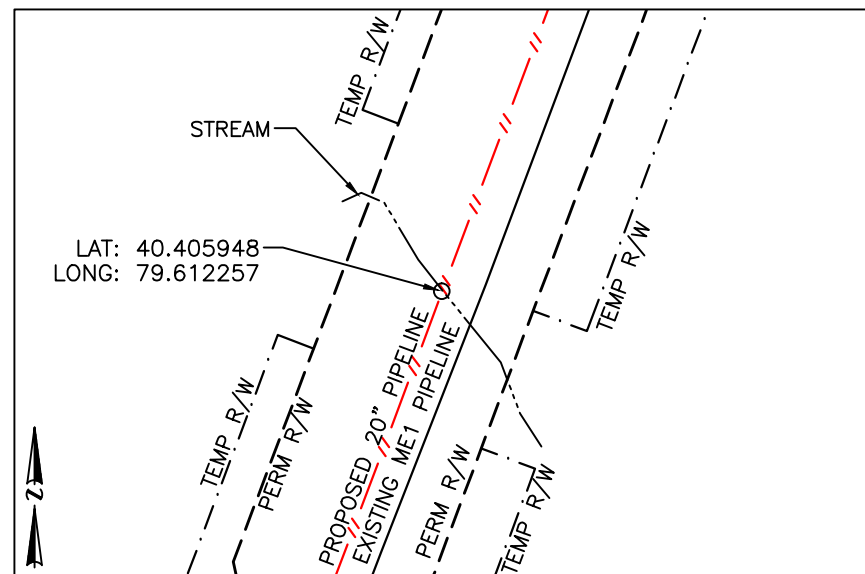 TEMP R/W
STREAM
LAT: 40.405948
LONG: 79.612257
TEMP R/W
TEMP R/W
PERM R/W
PROPOSED 20" PIPELINE
EXISTING ME1 PIPELINE
PERM R/W
TEMP R/W
N